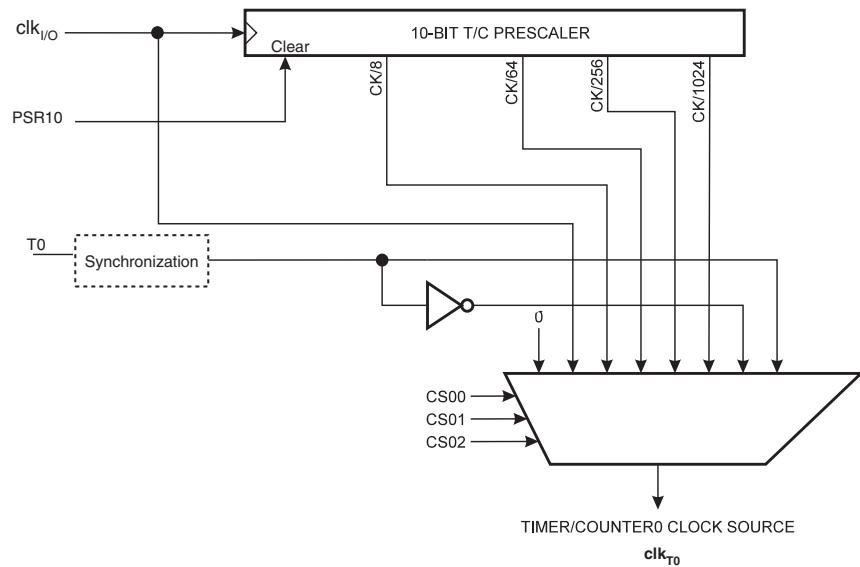 clkI/O
10-BIT T/C PRESCALER
Clear
CK/8
CK/64
CK/256
CK/1024
PSR10
T0
Synchronization
0
CS00
CS01
CS02
TIMER/COUNTER0 CLOCK SOURCE
clkT0